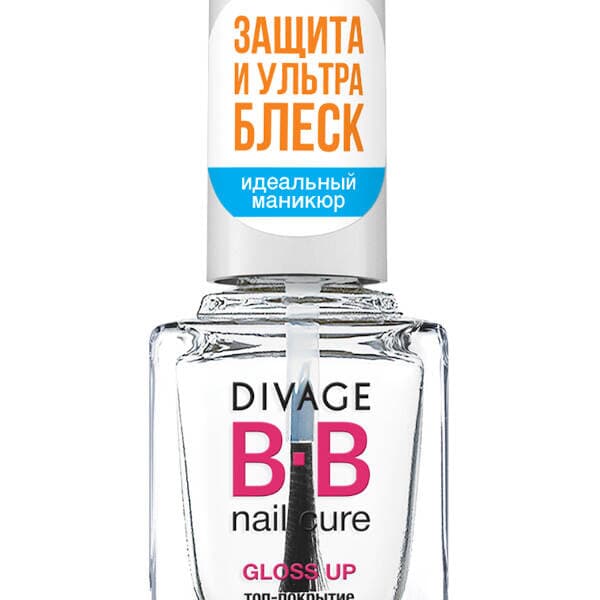 ЗАЩИТА
И УЛЬТРА
БЛЕСК
идеальный
маникюр
DIVAGE
B·B
nail cure
GLOSS UP
топ-покрытие